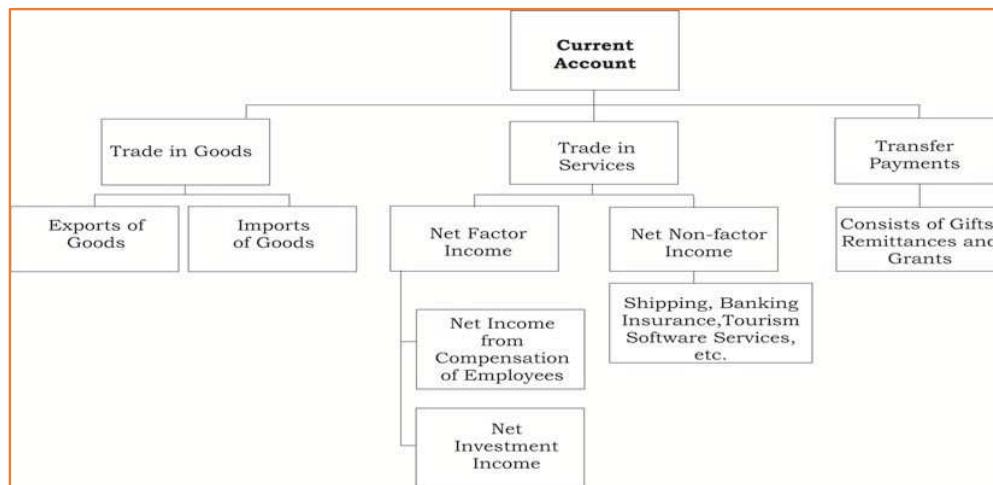 Current
Account
Trade in Goods
Trade in
Services
Transfer
Payments
Exports of
Goods
Imports
of Goods
Net Factor
Income
Net Non-factor
Income
Consists of Gifts,
Remittances and
Grants
Shipping, Banking
Insurance,Tourism
Software Services,
etc.
Net Income
from
Compensation
of Employees
Net
Investment
Income